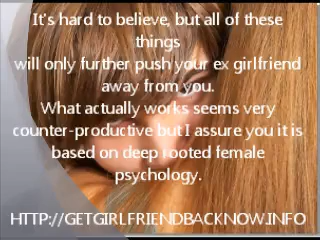 It's hard to believe, but all of these
things
will only further push your ex girlfriend
away from you.
What actually works seems very
counter-productive but I assure you it is
based on deep rooted female
psychology.
HTTP://GETGIRLFRIENDBACKNOW.INFO